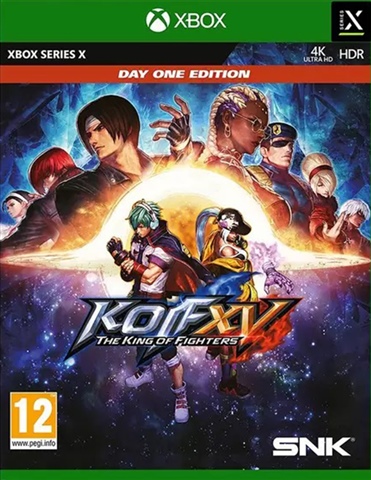 XBOX
SERIES X
XBOX SERIES X
4K
ULTRA HD
HDR
DAY ONE EDITION
KOF XV
THE KING OF FIGHTERS
12
www.pegi.info
SNK